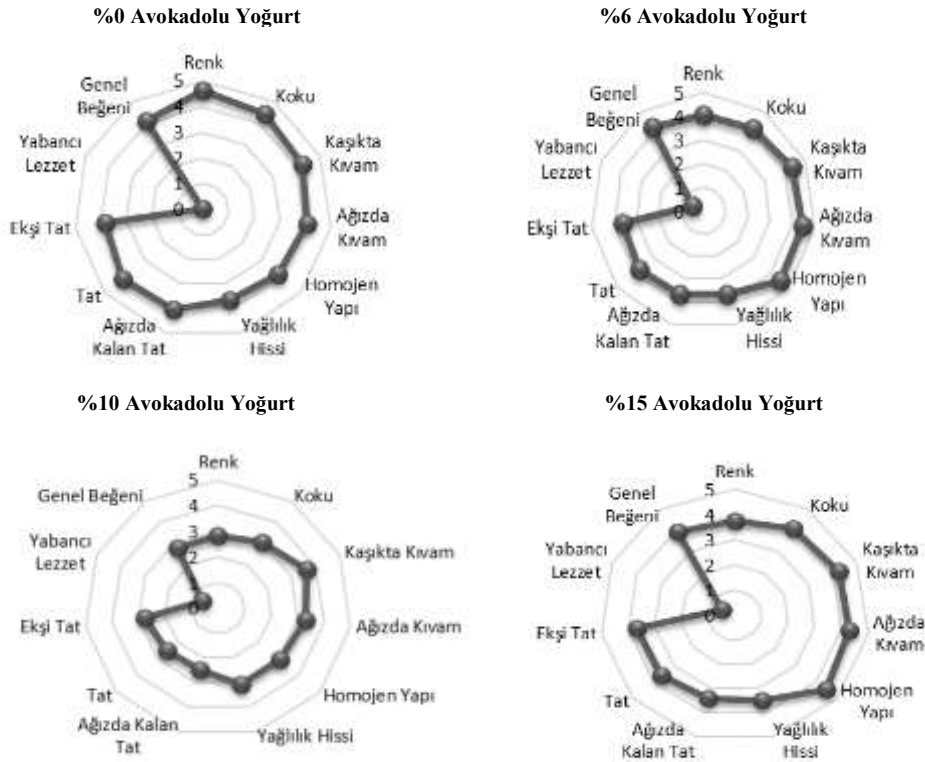 %0 Avokadolu Yoğurt
Renk
Koku
Kaşıkta
Kıvam
Ağızda
Kıvam
Homojen
Yapı
Yağlılık
Hissi
Ağızda
Kalan Tat
Tat
Ekşi Tat
Yabancı
Lezzet
Genel
Beğeni
5
4
3
2
1
0
%6 Avokadolu Yoğurt
Renk
Koku
Kaşıkta
Kıvam
Ağızda
Kıvam
Homojen
Yapı
Yağlılık
Hissi
Ağızda
Kalan Tat
Tat
Ekşi Tat
Yabancı
Lezzet
Genel
Beğeni
5
4
3
2
1
0
%10 Avokadolu Yoğurt
Renk
Koku
Kaşıkta Kıvam
Ağızda Kıvam
Homojen Yapı
Yağlılık Hissi
Ağızda Kalan
Tat
Tat
Ekşi Tat
Yabancı
Lezzet
Genel Beğeni
5
4
3
2
1
0
%15 Avokadolu Yoğurt
Renk
Koku
Kaşıkta
Kıvam
Ağızda
Kıvam
Homojen
Yapı
Yağlılık
Hissi
Ağızda
Kalan Tat
Tat
Ekşi Tat
Yabancı
Lezzet
Genel
Beğeni
5
4
3
2
1
0